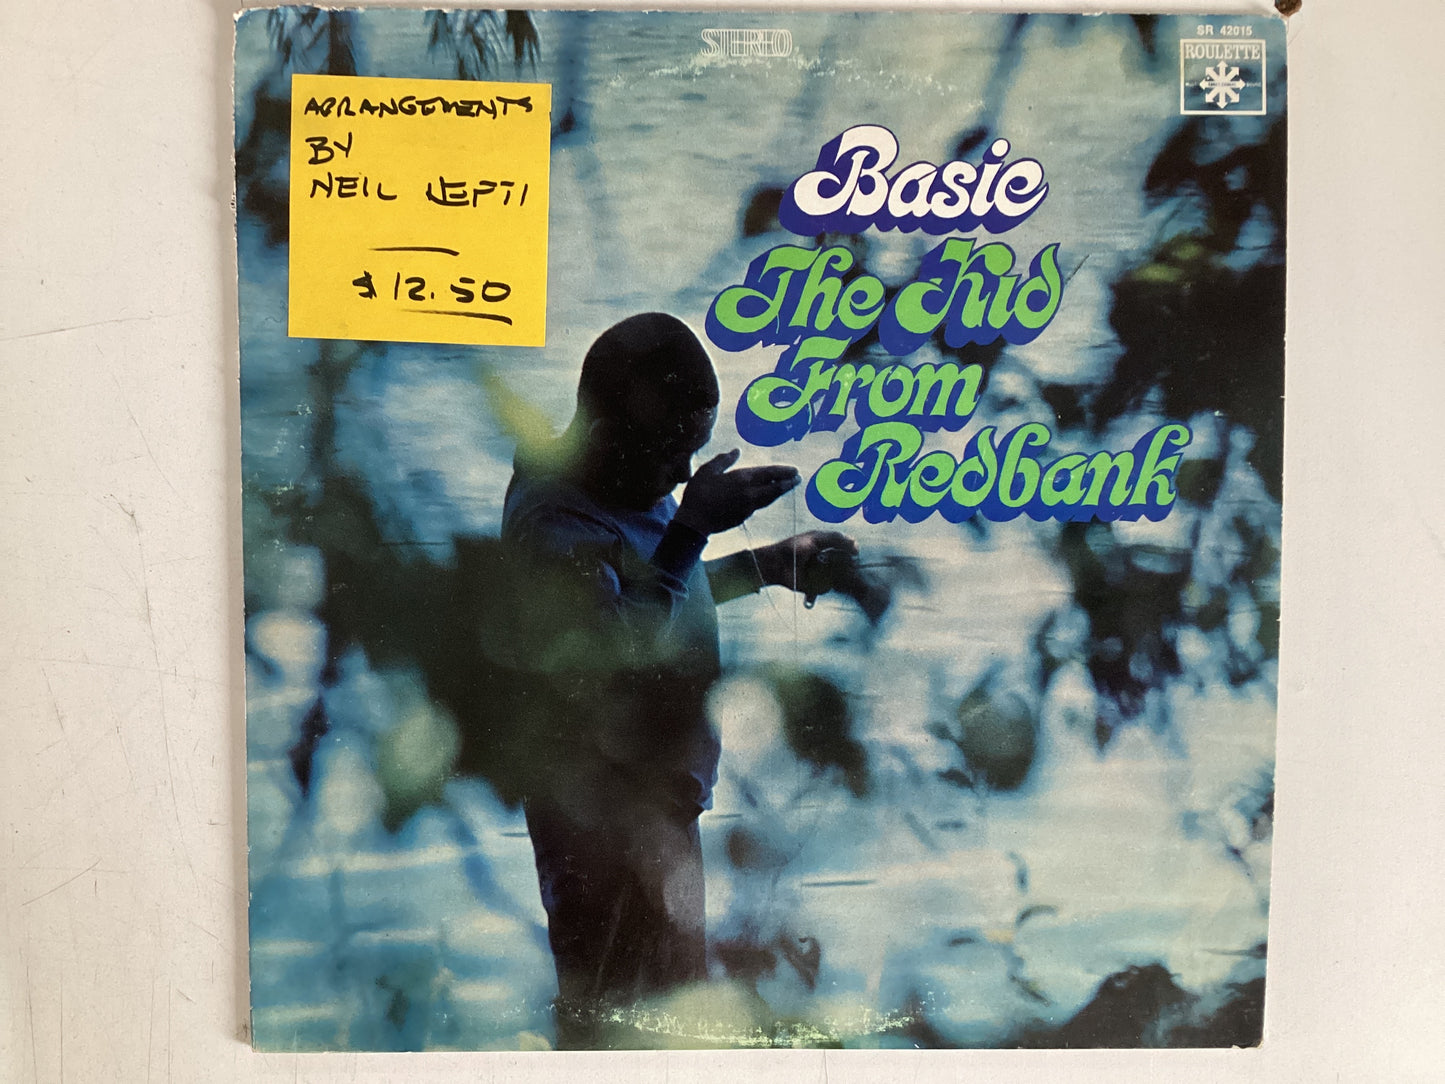 STEREO
SR 42015
ROULETTE
ARRANGEMENTS
BY
NEIL HEFTI
$12.50
Basie
The Kid
From
Redbank